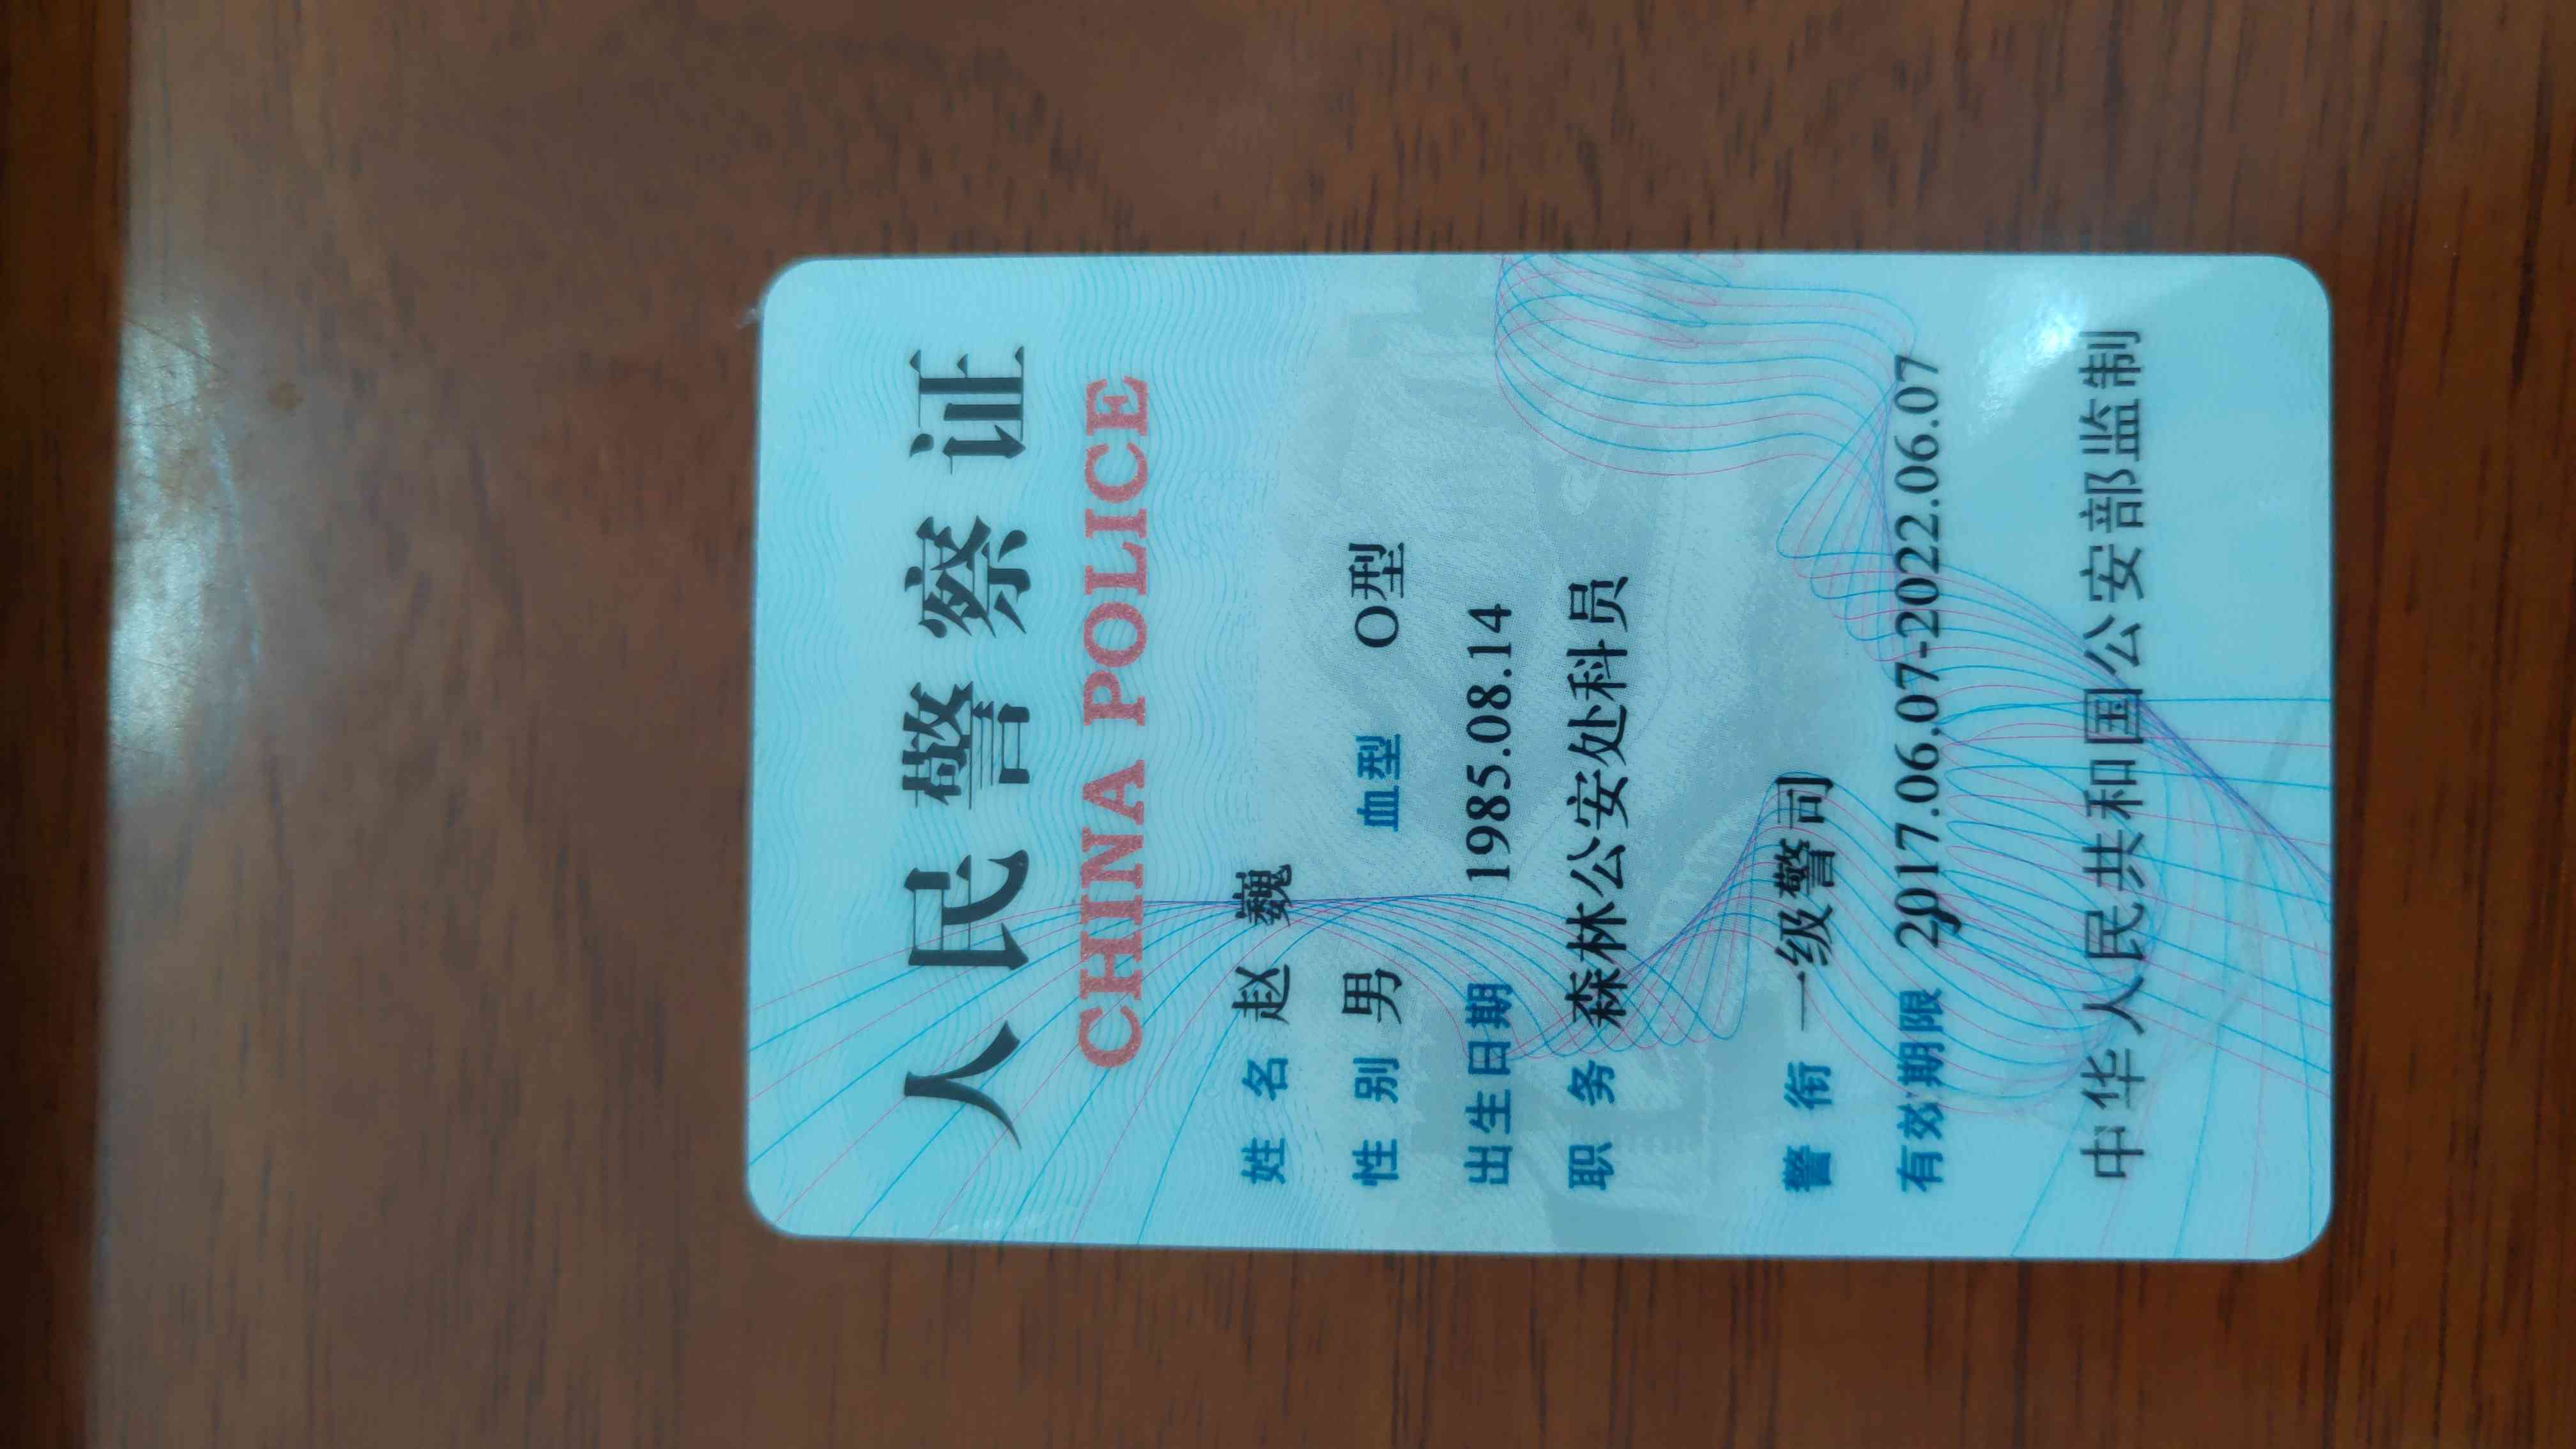 人民警察证
CHINA POLICE
姓 名 赵 巍
性 别 男 血型 O型
出生日期 1985.08.14
职 务 森林公安处科员
警 衔 一级警司
有效期限 2017.06.07-2022.06.07
中华人民共和国公安部监制